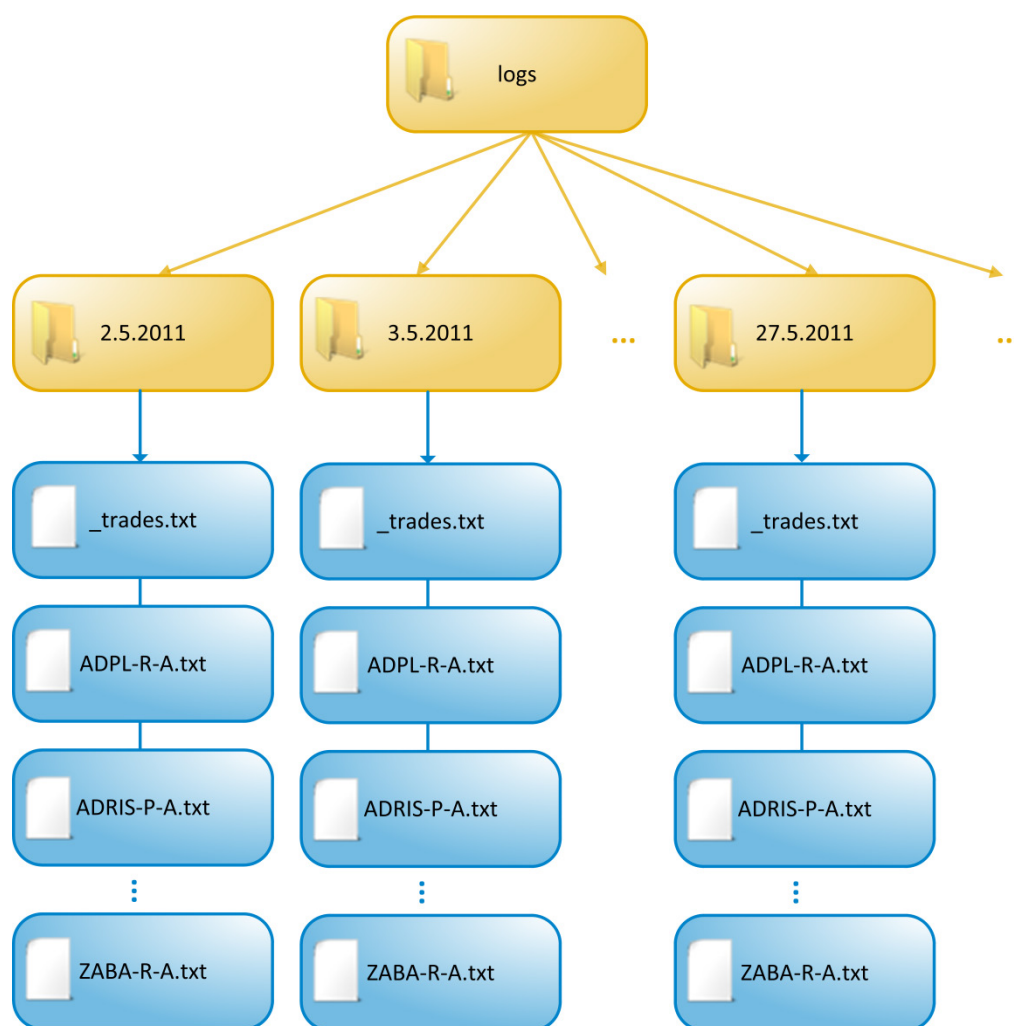 logs
2.5.2011
3.5.2011
...
27.5.2011
..
_trades.txt
_trades.txt
_trades.txt
ADPL-R-A.txt
ADPL-R-A.txt
ADPL-R-A.txt
ADRIS-P-A.txt
ADRIS-P-A.txt
ADRIS-P-A.txt
ZABA-R-A.txt
ZABA-R-A.txt
ZABA-R-A.txt